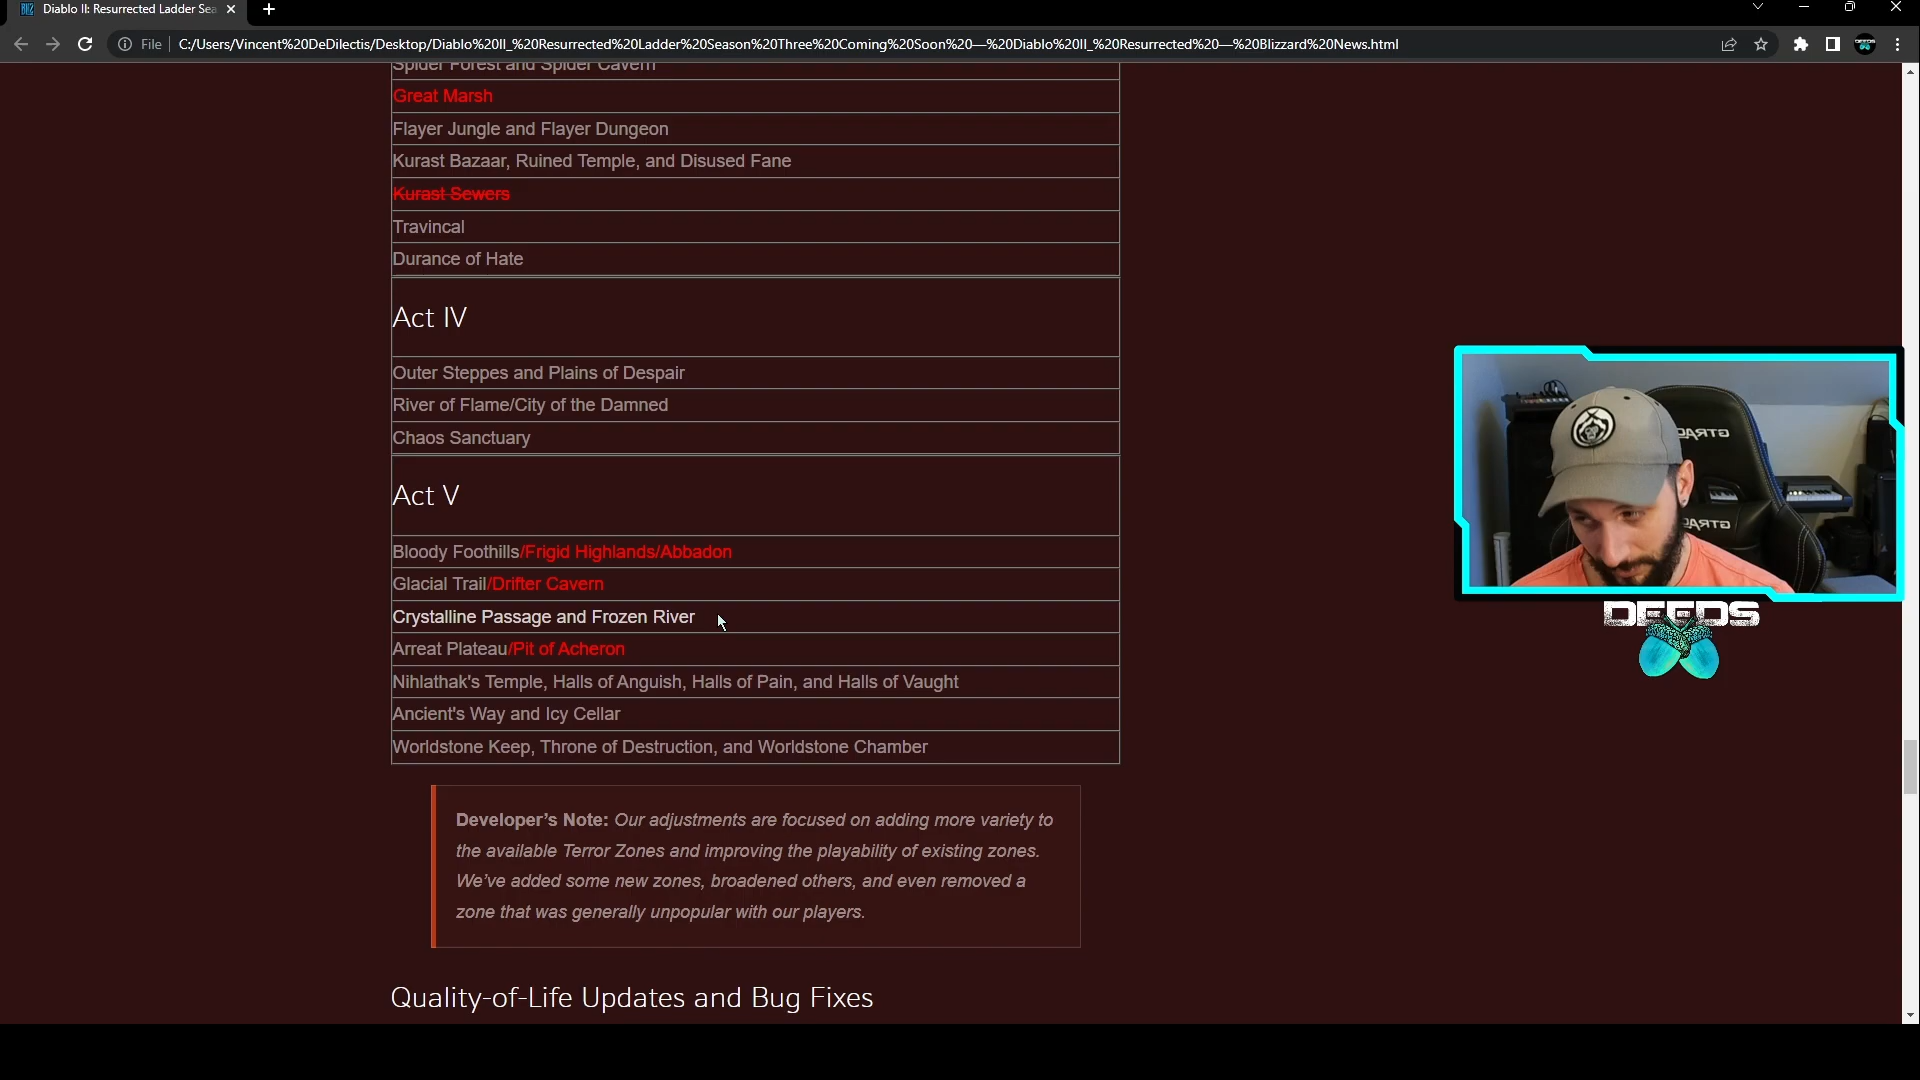 Diablo II: Resurrected Ladder Sea
File
C:/Users/Vincent%20DeDilectis/Desktop/Diablo%20II_%20Resurrected%20Ladder%20Season%20Three%20Coming%20Soon%20—%20Diablo%20II_%20Resurrected%20—%20Blizzard%20News.html
Spider Forest and Spider Cavern
Great Marsh
Flayer Jungle and Flayer Dungeon
Kurast Bazaar, Ruined Temple, and Disused Fane
Kurast Sewers
Travincal
Durance of Hate
Act IV
Outer Steppes and Plains of Despair
River of Flame/City of the Damned
Chaos Sanctuary
Act V
Bloody Foothills/Frigid Highlands/Abbadon
Glacial Trail/Drifter Cavern
Crystalline Passage and Frozen River
Arreat Plateau/Pit of Acheron
Nihlathak's Temple, Halls of Anguish, Halls of Pain, and Halls of Vaught
Ancient's Way and Icy Cellar
Worldstone Keep, Throne of Destruction, and Worldstone Chamber
Developer’s Note: Our adjustments are focused on adding more variety to
the available Terror Zones and improving the playability of existing zones.
We’ve added some new zones, broadened others, and even removed a
zone that was generally unpopular with our players.
Quality-of-Life Updates and Bug Fixes
GTRAC
GTRAC
DEEDS